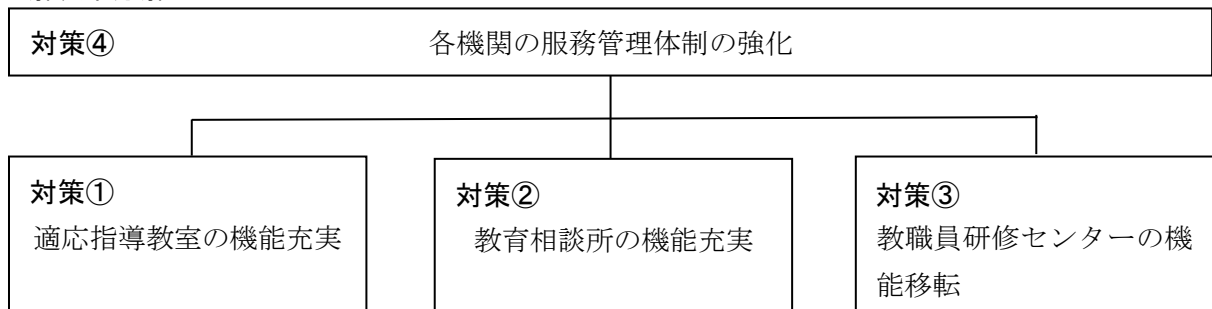 対策④ 各機関の服務管理体制の強化
対策①
適応指導教室の機能充実
対策②
教育相談所の機能充実
対策③
教職員研修センターの機
能移転